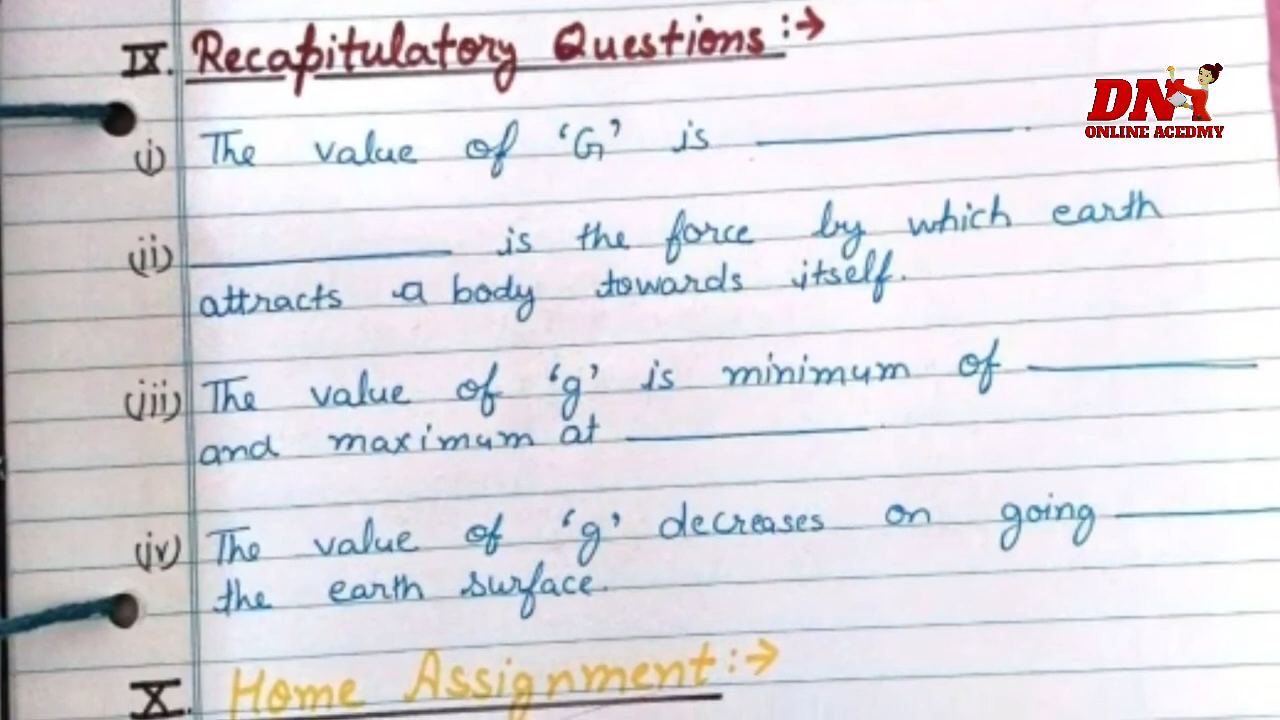 IX. Recapitulatory Questions :→
DNA
ONLINE ACEDMY
(i) The value of 'G' is ________.
(ii) ________ is the force by which earth
attracts a body towards itself.
(iii) The value of 'g' is minimum of ________
and maximum at ________.
(iv) The value of 'g' decreases on going ________
the earth surface.
X. Home Assignment :→